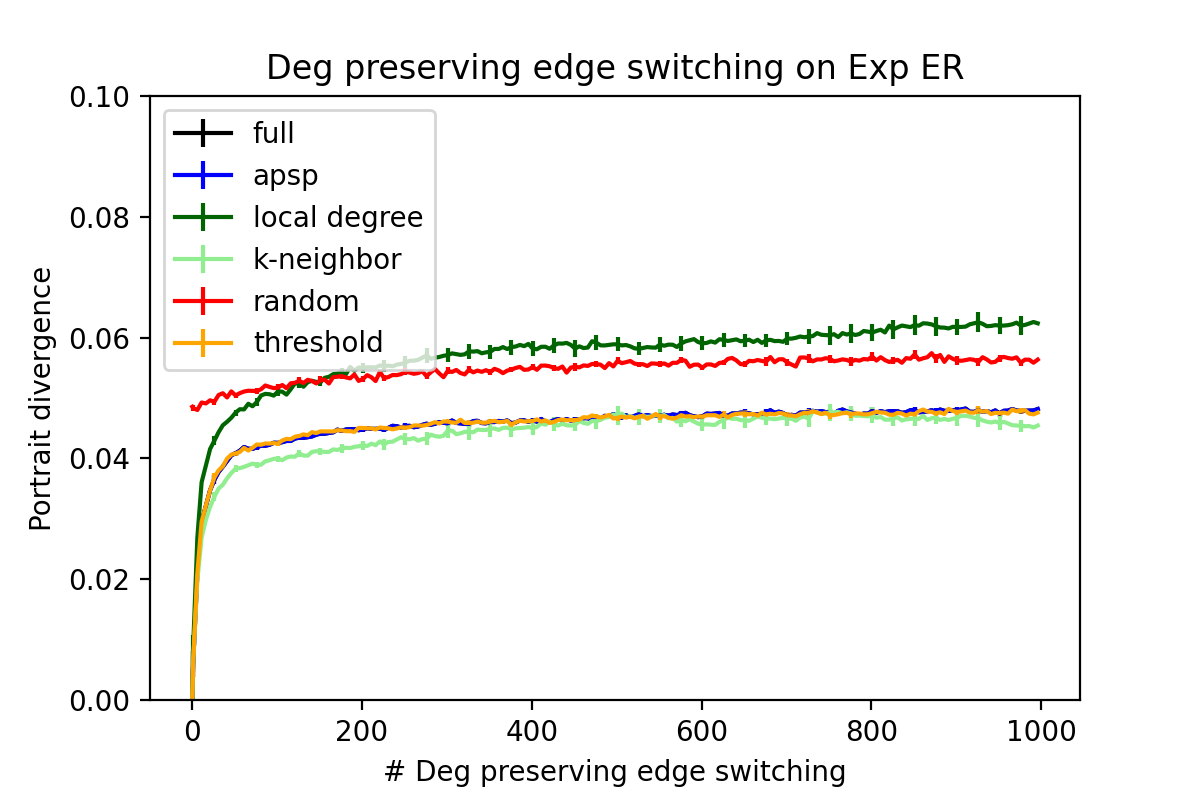 Deg preserving edge switching on Exp ER
0.10
0.08
0.06
0.04
0.02
0.00
Portrait divergence
full
apsp
local degree
k-neighbor
random
threshold
0 200 400 600 800 1000
# Deg preserving edge switching